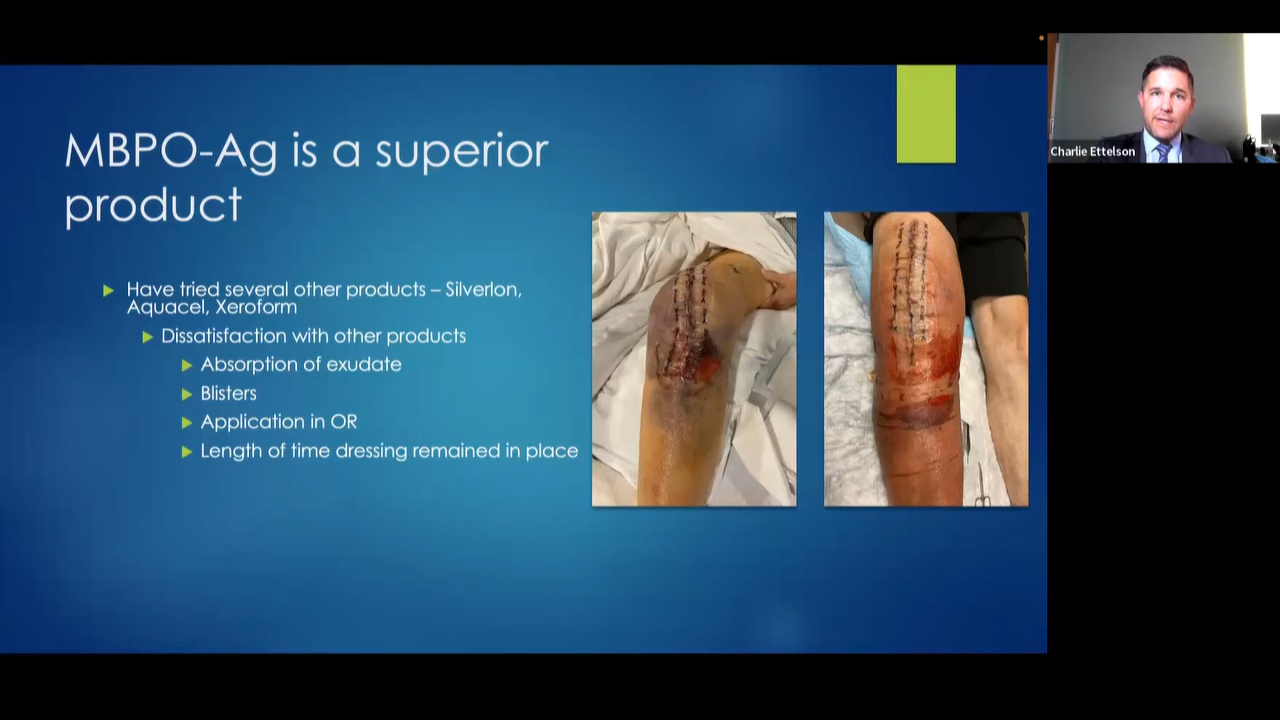 MBPO-Ag is a superior
product
Have tried several other products – Silverlon,
Aquacel, Xeroform
Dissatisfaction with other products
Absorption of exudate
Blisters
Application in OR
Length of time dressing remained in place
Charlie Ettelson